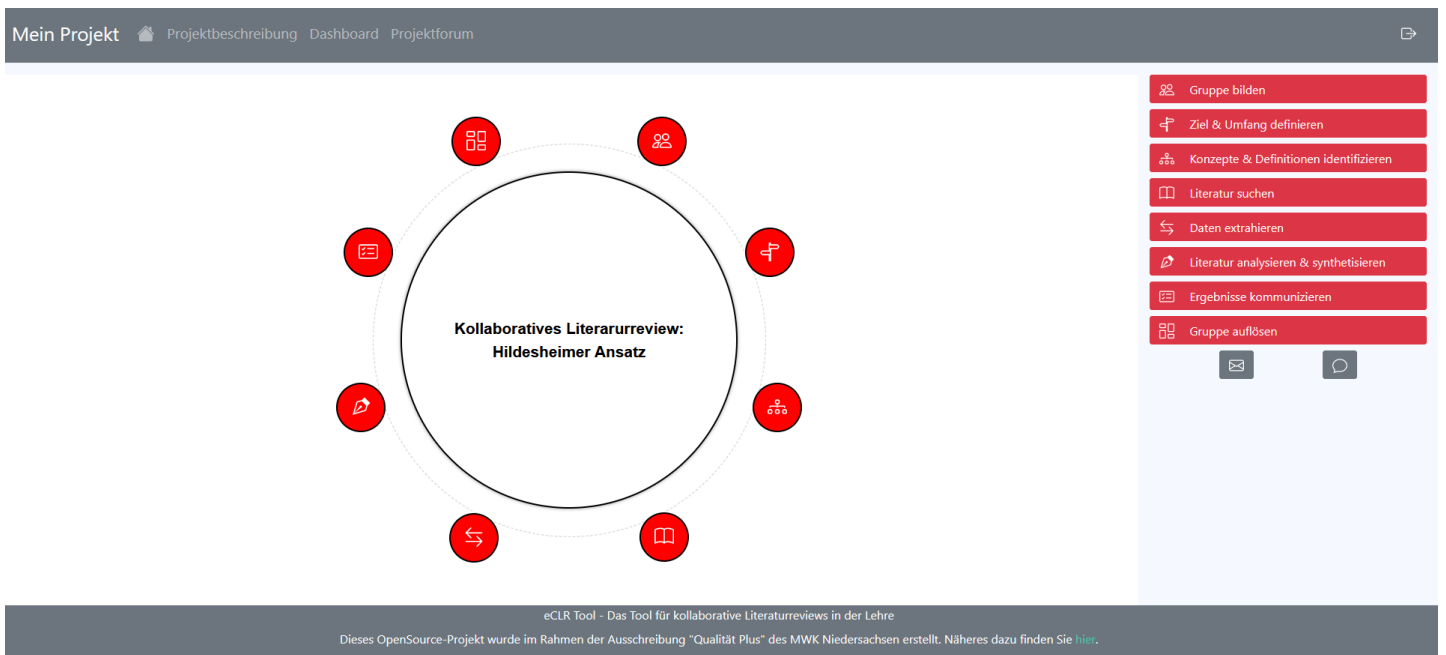 Mein Projekt Projektbeschreibung Dashboard Projektforum
Kollaboratives Literarurreview:
Hildesheimer Ansatz
Gruppe bilden
Ziel & Umfang definieren
Konzepte & Definitionen identifizieren
Literatur suchen
Daten extrahieren
Literatur analysieren & synthetisieren
Ergebnisse kommunizieren
Gruppe auflösen
eCLR Tool - Das Tool für kollaborative Literaturreviews in der Lehre
Dieses OpenSource-Projekt wurde im Rahmen der Ausschreibung "Qualität Plus" des MWK Niedersachsen erstellt. Näheres dazu finden Sie hier.